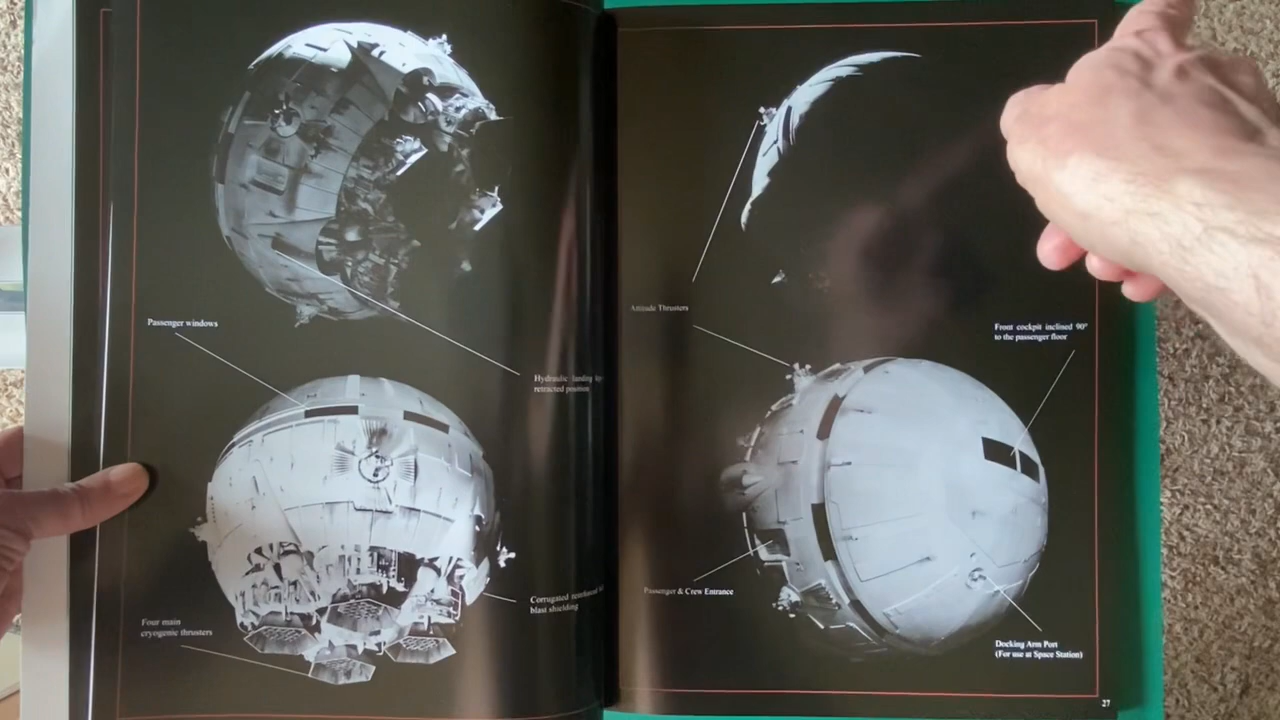 Passenger windows
Hydraulic landing
retracted position
Corrugated reinforced
blast shielding
Four main
cryogenic thrusters
Attitude Thrusters
Front cockpit inclined 90°
to the passenger floor
Passenger & Crew Entrance
Docking Arm Port
(For use at Space Station)
27